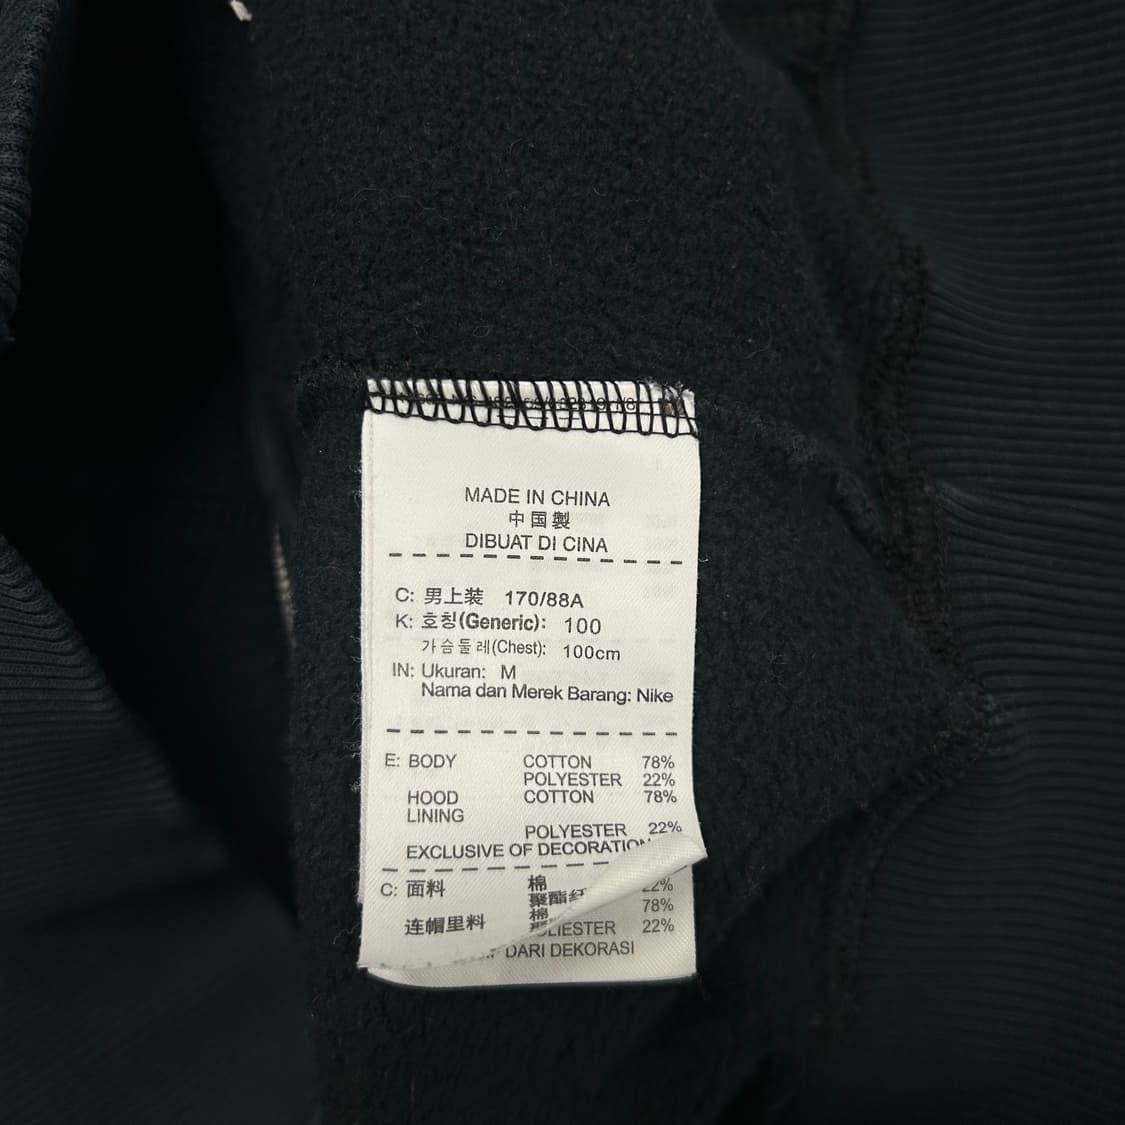 MADE IN CHINA
中国製
DIBUAT DI CINA
C: 男上装 170/88A
K: 호칭(Generic): 100
가슴둘레(Chest): 100cm
IN: Ukuran: M
Nama dan Merek Barang: Nike
E: BODY COTTON 78%
POLYESTER 22%
HOOD COTTON 78%
LINING
POLYESTER 22%
EXCLUSIVE OF DECORATION
C: 面料 棉 22%
聚酯 78%
连帽里料 棉
22%
DARI DEKORASI